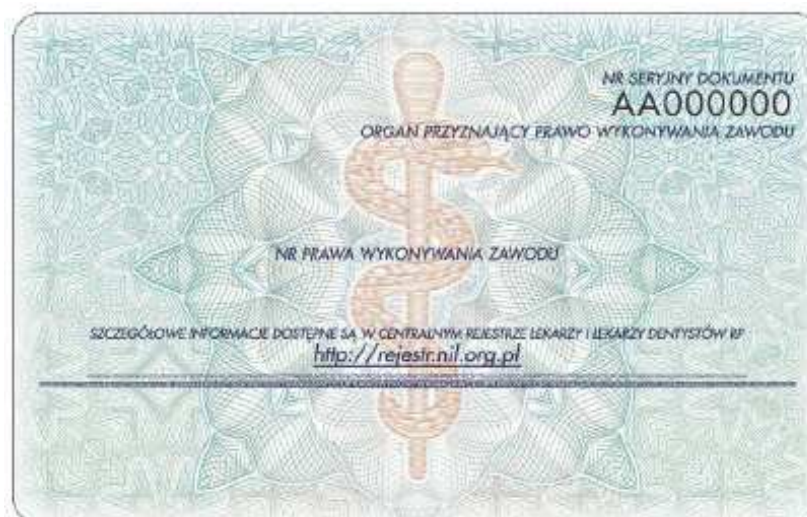 NR SERYJNY DOKUMENTU
AA000000
ORGAN PRZYZNAJĄCY PRAWO WYKONYWANIA ZAWODU
NR PRAWA WYKONYWANIA ZAWODU
SZCZEGÓŁOWE INFORMACJE DOSTĘPNE SĄ W CENTRALNYM REJESTRZE LEKARZY I LEKARZY DENTYSTÓW RP
http://rejestr.nil.org.pl